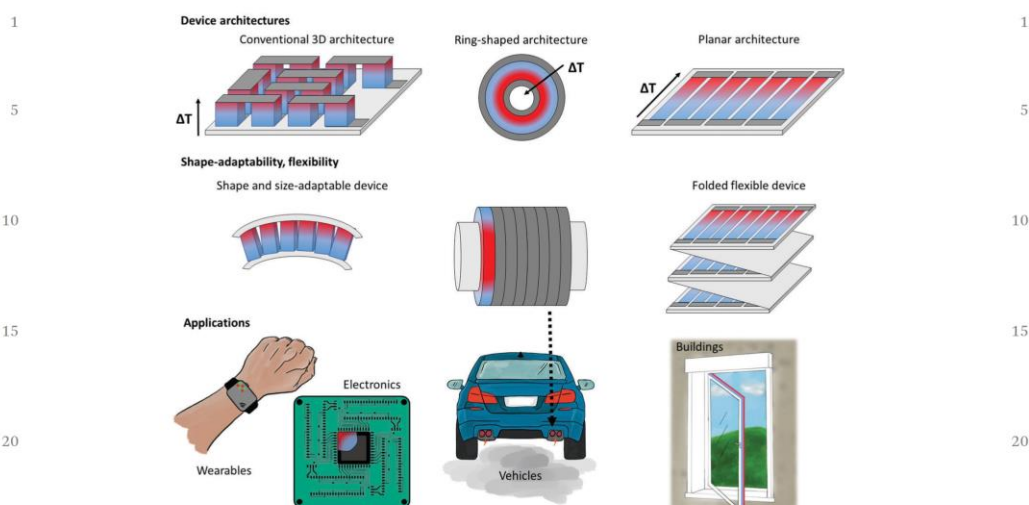 1
1
Device architectures
Conventional 3D architecture
Ring-shaped architecture
Planar architecture
ΔT
ΔT
ΔT
5
5
Shape-adaptability, flexibility
Shape and size-adaptable device
Folded flexible device
10
10
Applications
15
15
Buildings
Electronics
20
20
Wearables
Vehicles